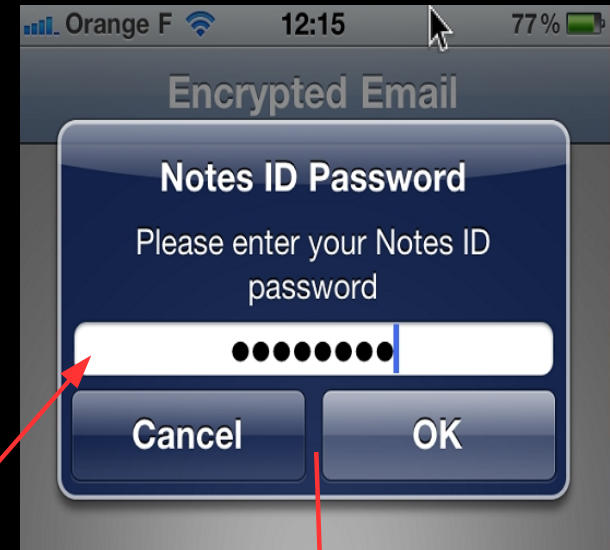 Orange F 12:15 77%
Encrypted Email
Notes ID Password
Please enter your Notes ID
password
●●●●●●●●
Cancel OK